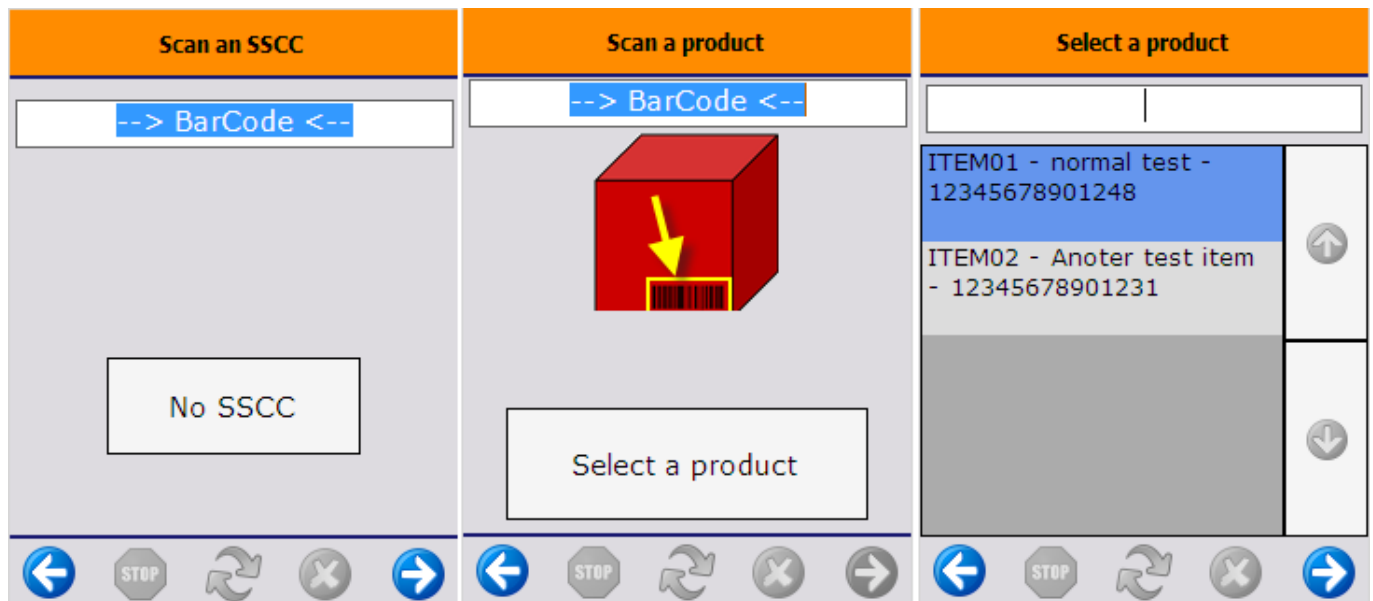 Scan an SSCC
--> BarCode <--
No SSCC
STOP
Scan a product
--> BarCode <--
Select a product
STOP
Select a product
ITEM01 - normal test -
12345678901248
ITEM02 - Anoter test item
- 12345678901231
STOP